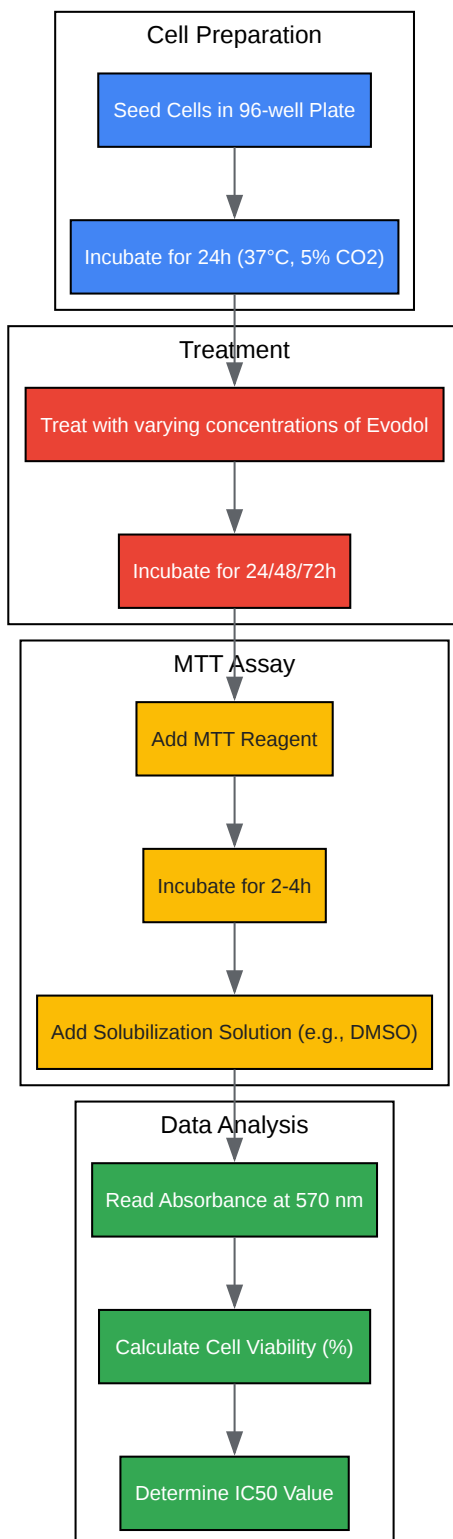 Cell Preparation
Seed Cells in 96-well Plate
Incubate for 24h (37°C, 5% CO2)
Treatment
Treat with varying concentrations of Evodol
Incubate for 24/48/72h
MTT Assay
Add MTT Reagent
Incubate for 2-4h
Add Solubilization Solution (e.g., DMSO)
Data Analysis
Read Absorbance at 570 nm
Calculate Cell Viability (%)
Determine IC50 Value